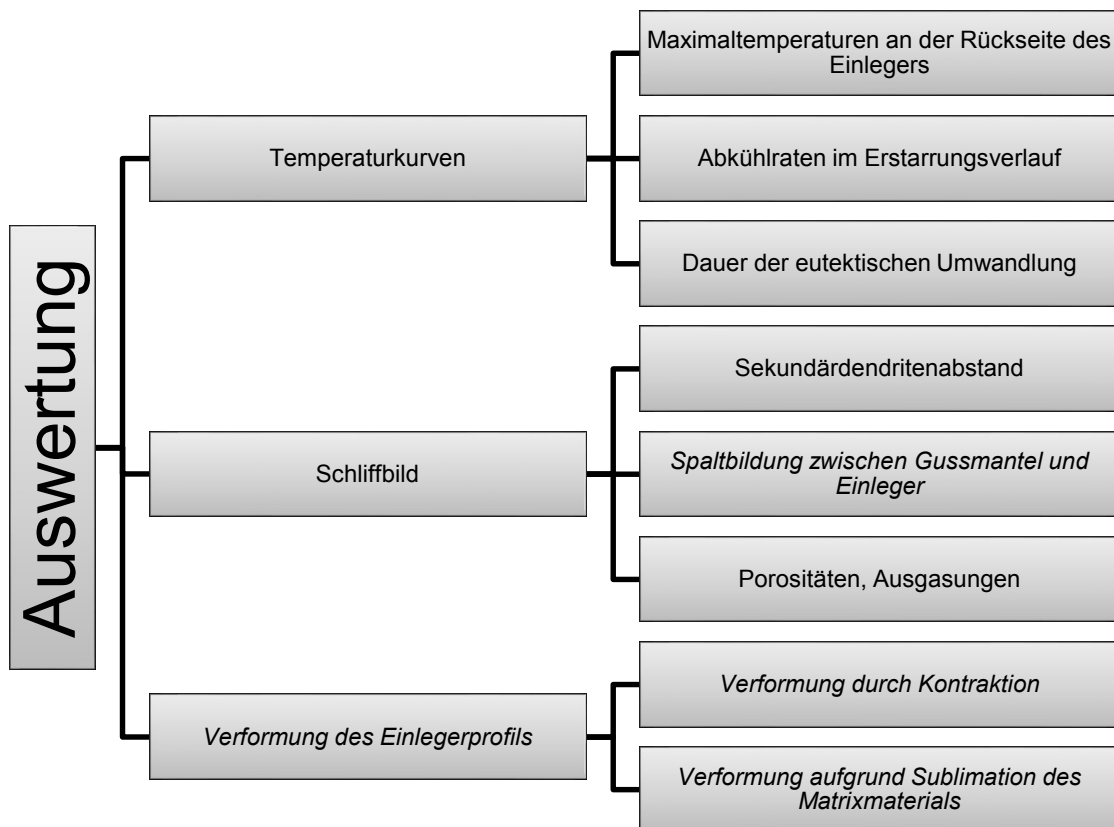 Auswertung
Temperaturkurven
Maximaltemperaturen an der Rückseite des
Einlegers
Abkühlraten im Erstarrungsverlauf
Dauer der eutektischen Umwandlung
Schliffbild
Sekundärdendritenabstand
Spaltbildung zwischen Gussmantel und
Einleger
Porositäten, Ausgasungen
Verformung des Einlegerprofils
Verformung durch Kontraktion
Verformung aufgrund Sublimation des
Matrixmaterials